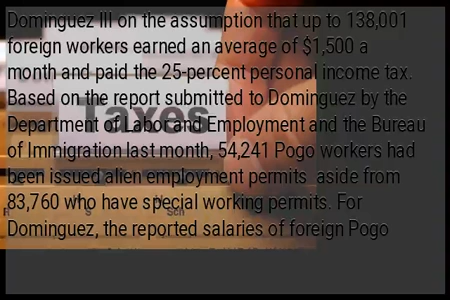 Dominguez III on the assumption that up to 138,001
foreign workers earned an average of $1,500 a
month and paid the 25-percent personal income tax.
Based on the report submitted to Dominguez by the
Department of Labor and Employment and the Bureau
of Immigration last month, 54,241 Pogo workers had
been issued alien employment permits aside from
83,760 who have special working permits. For
Dominguez, the reported salaries of foreign Pogo
Taxes
Sch